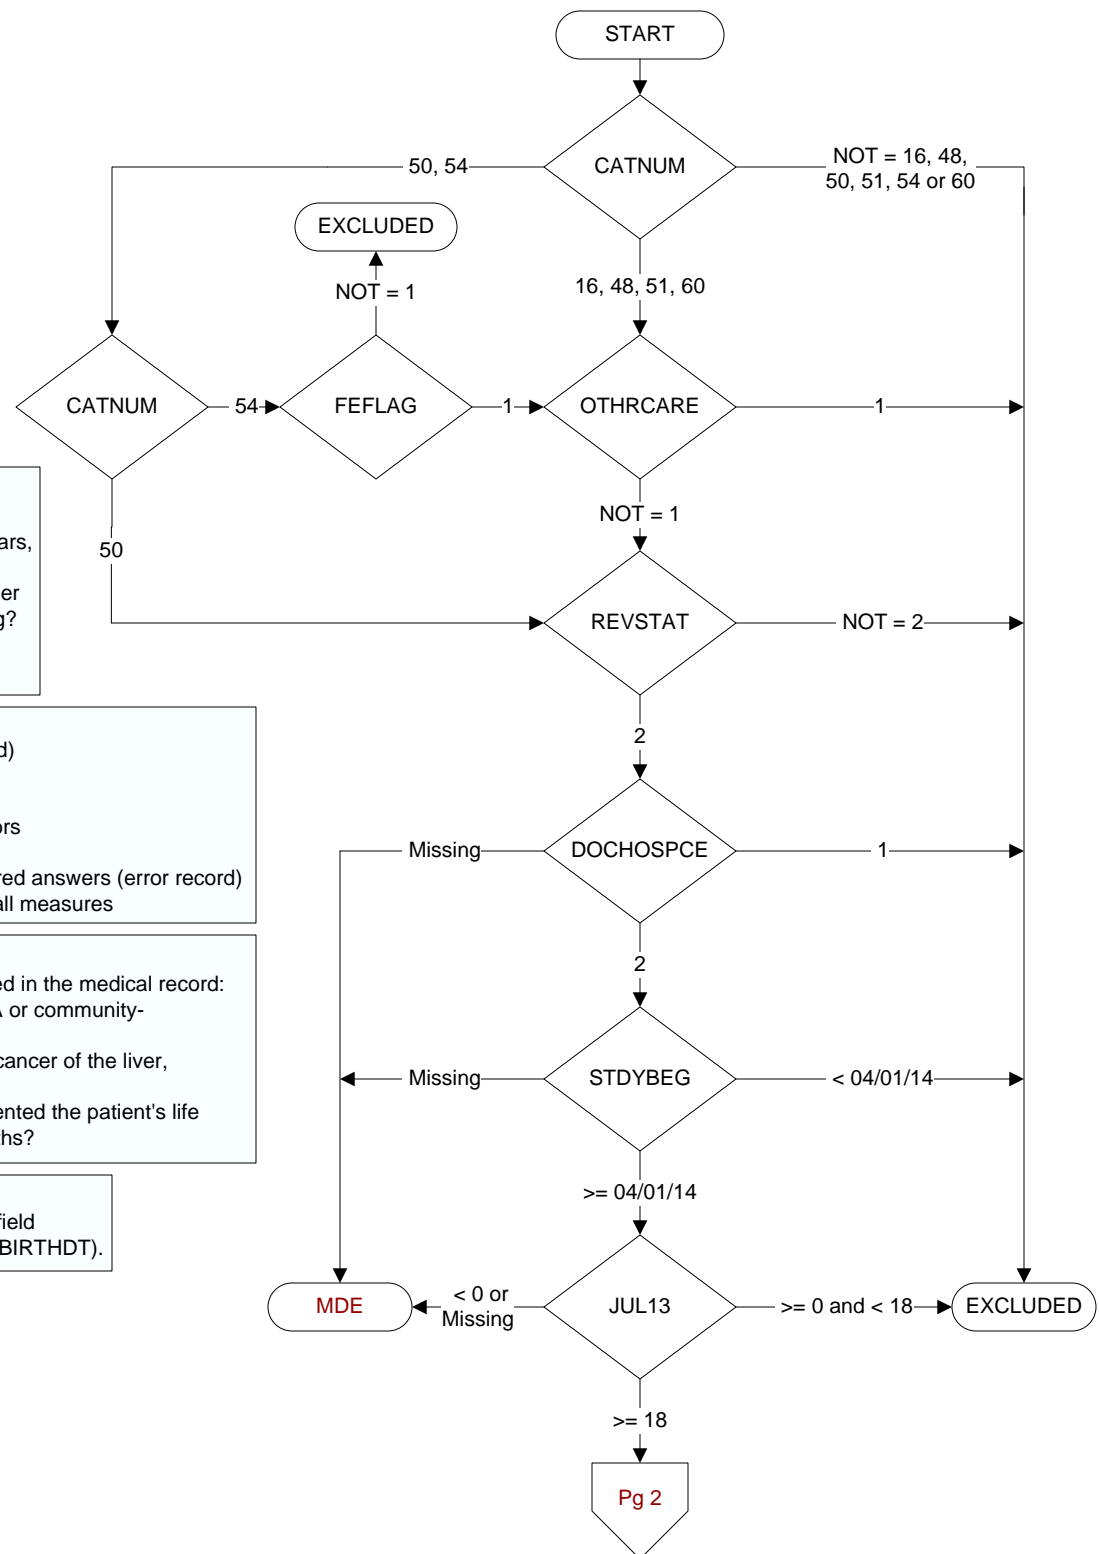 START
CATNUM
50, 54
NOT = 16, 48,
50, 51, 54 or 60
EXCLUDED
NOT = 1
16, 48, 51, 60
CATNUM
54
FEFLAG
1
OTHRCARE
1
NOT = 1
50
REVSTAT
NOT = 2
2
DOCHOSPCE
Missing
1
2
STDYBEG
Missing
< 04/01/14
>= 04/01/14
JUL13
< 0 or
Missing
>= 0 and < 18
MDE
EXCLUDED
>= 18
Pg 2
ars,
er
g?
d)
ors
red answers (error record)
all measures
ed in the medical record:
A or community-
cancer of the liver,
ented the patient's life
ths?
field
BIRTHDT).